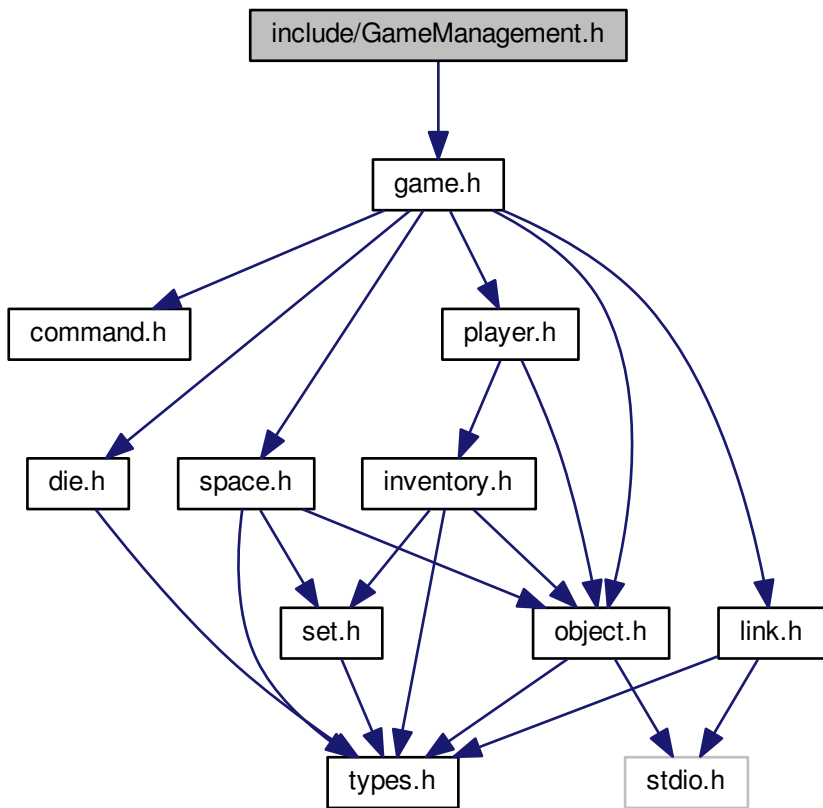 include/GameManagement.h
game.h
command.h
player.h
die.h
space.h
inventory.h
set.h
object.h
link.h
types.h
stdio.h